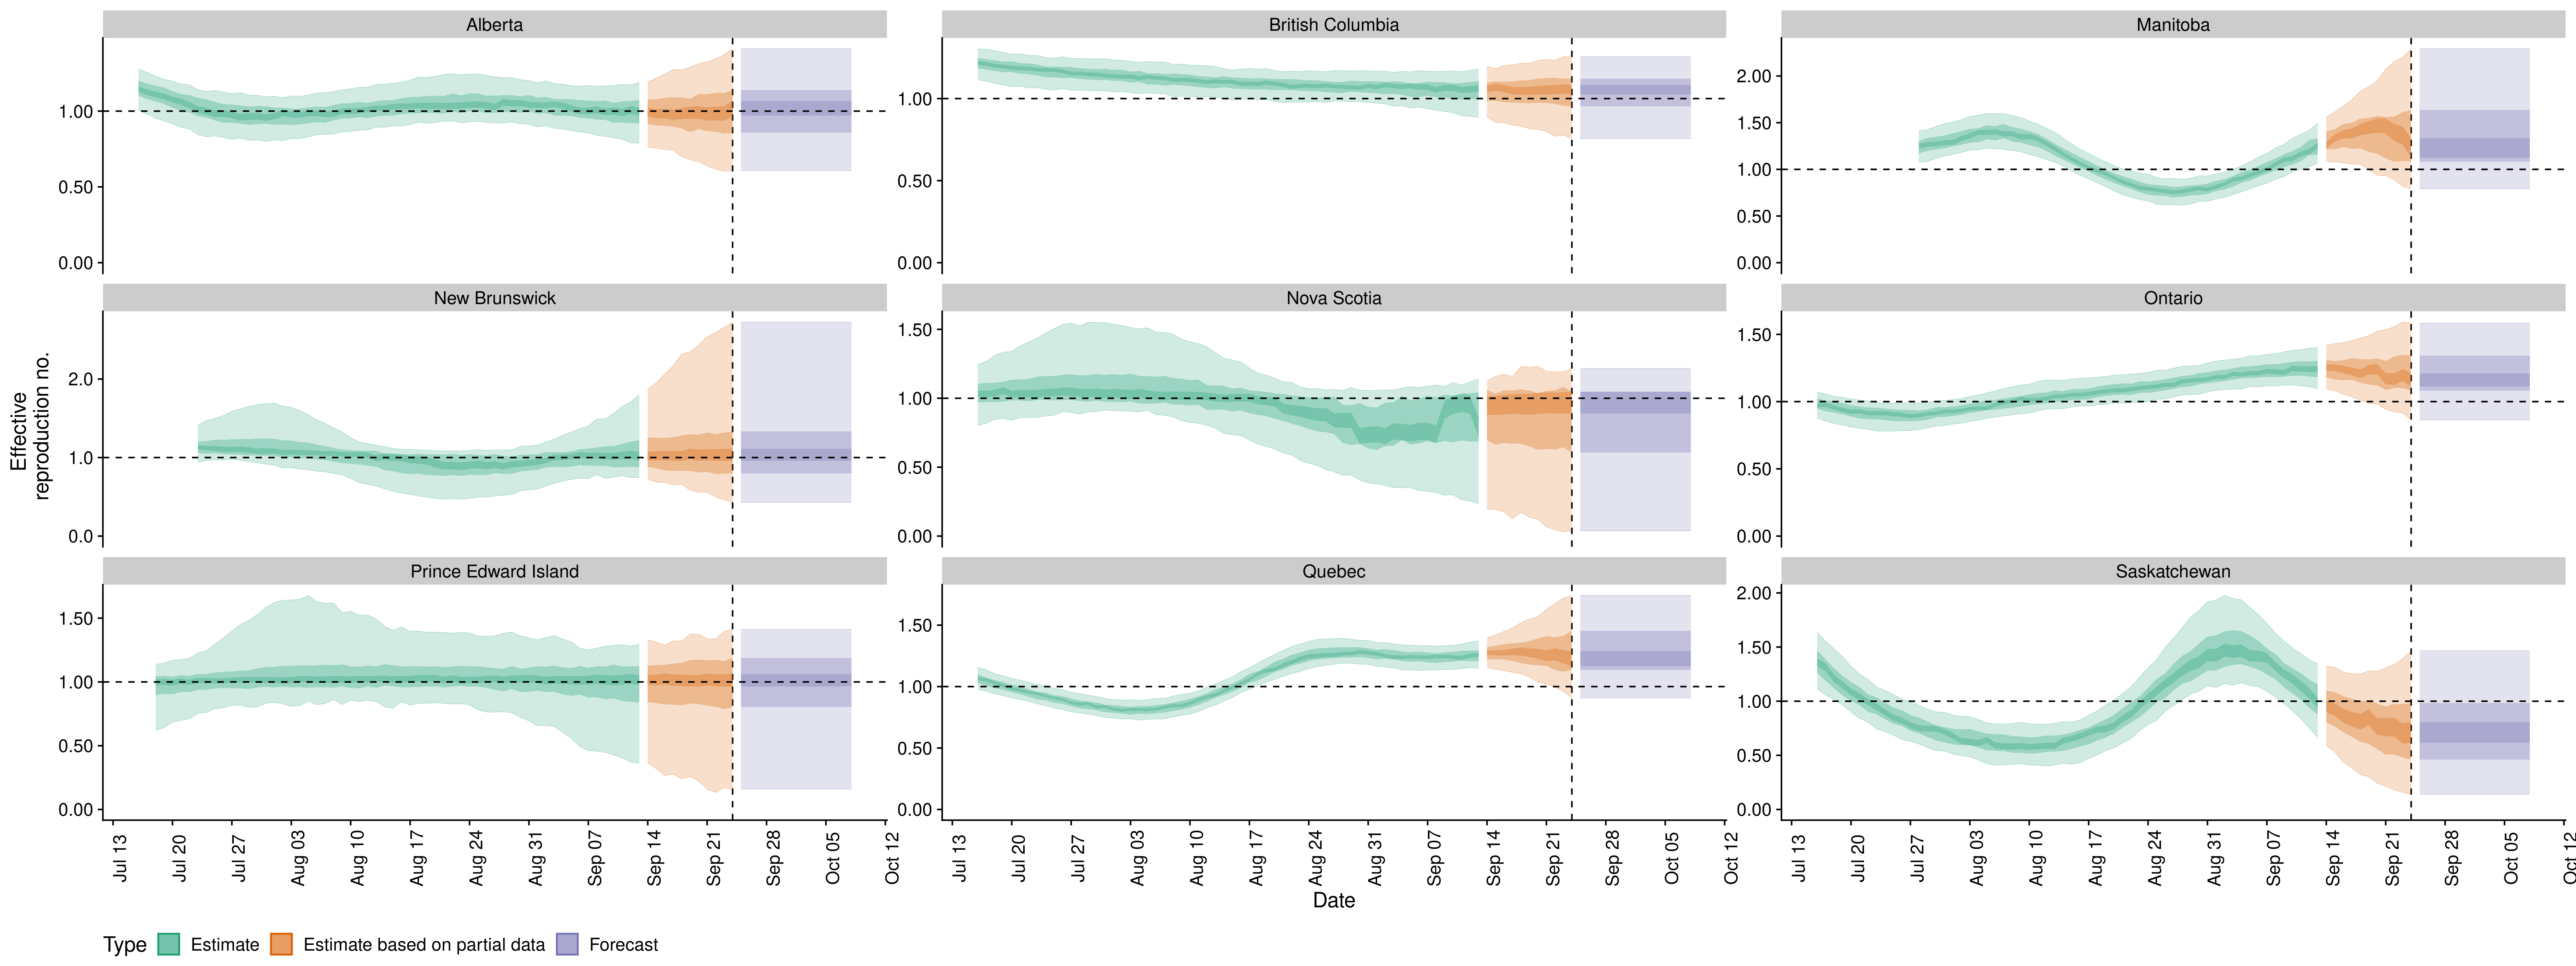 Alberta
British Columbia
Manitoba
1.00
0.50
0.00
1.00
0.50
0.00
2.00
1.50
1.00
0.50
0.00
New Brunswick
Nova Scotia
Ontario
2.0
1.0
0.0
1.50
1.00
0.50
0.00
1.50
1.00
0.50
0.00
Effective
reproduction no.
Prince Edward Island
Quebec
Saskatchewan
1.50
1.00
0.50
0.00
1.50
1.00
0.50
0.00
2.00
1.50
1.00
0.50
0.00
Jul 13
Jul 20
Jul 27
Aug 03
Aug 10
Aug 17
Aug 24
Aug 31
Sep 07
Sep 14
Sep 21
Sep 28
Oct 05
Oct 12
Jul 13
Jul 20
Jul 27
Aug 03
Aug 10
Aug 17
Aug 24
Aug 31
Sep 07
Sep 14
Sep 21
Sep 28
Oct 05
Oct 12
Jul 13
Jul 20
Jul 27
Aug 03
Aug 10
Aug 17
Aug 24
Aug 31
Sep 07
Sep 14
Sep 21
Sep 28
Oct 05
Oct 12
Date
Type Estimate Estimate based on partial data Forecast